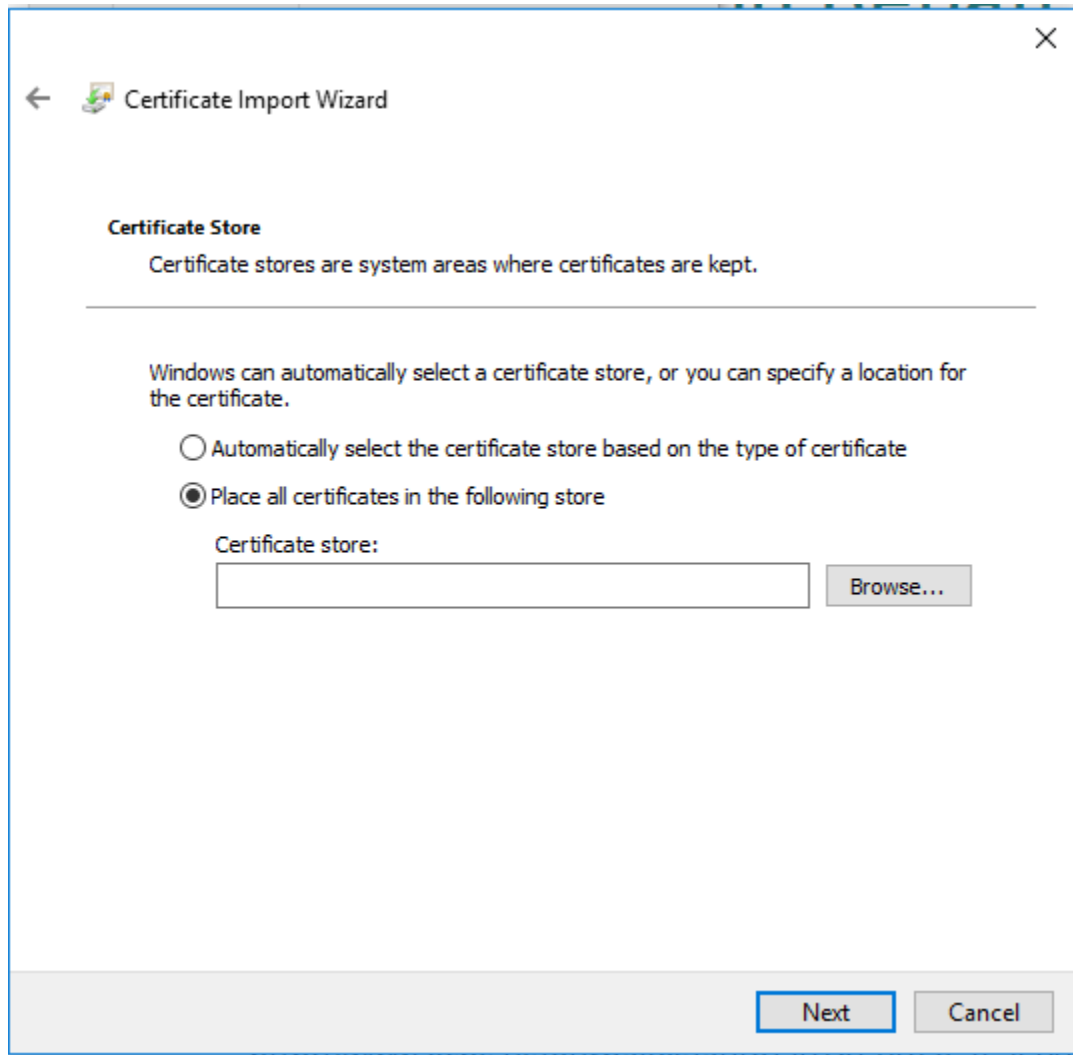 Certificate Import Wizard
Certificate Store
Certificate stores are system areas where certificates are kept.
Windows can automatically select a certificate store, or you can specify a location for
the certificate.
Automatically select the certificate store based on the type of certificate
Place all certificates in the following store
Certificate store:
Browse...
Next
Cancel